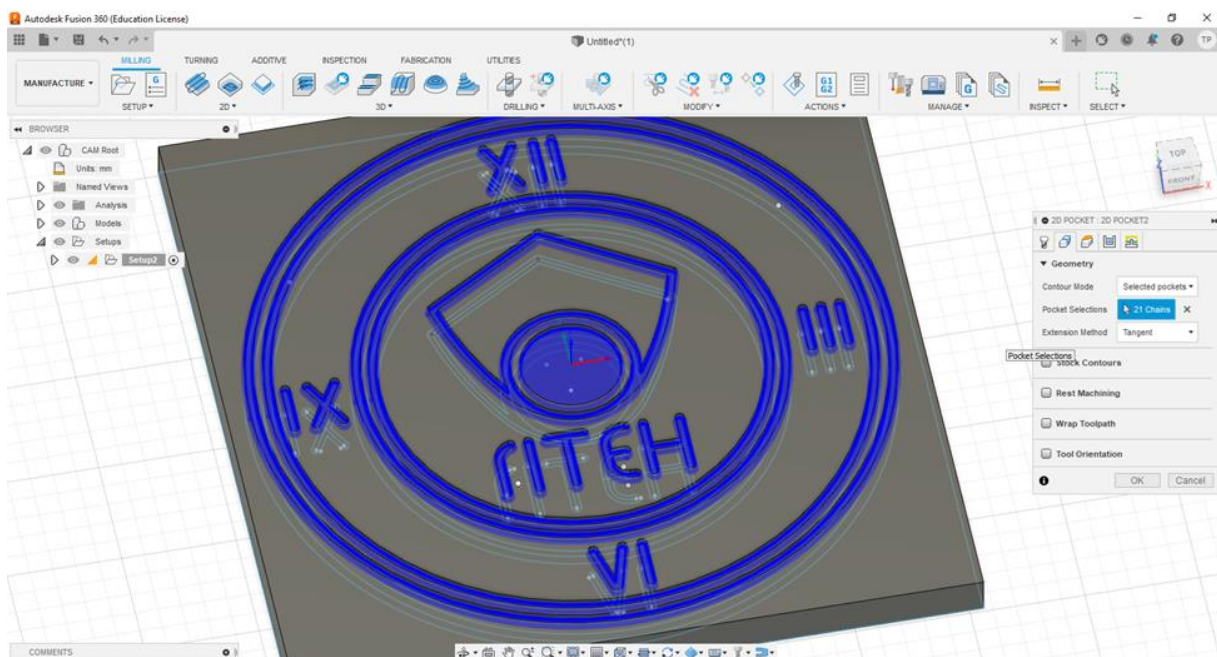 Autodesk Fusion 360 (Education License)
Untitled*(1)
TP
MILLING TURNING ADDITIVE INSPECTION FABRICATION UTILITIES
MANUFACTURE
G1
G2
SETUP 2D 3D DRILLING MULTI-AXIS MODIFY ACTIONS MANAGE INSPECT SELECT
BROWSER
CAM Root
Units: mm
Named Views
Analysis
Models
Setups
Setup2
XII
III
VI
IX
TOP
FRONT
X
2D POCKET : 2D POCKET2
Geometry
Contour Mode Selected pockets
Pocket Selections 21 Chains
Extension Method Tangent
Pocket Selections
Stock Contours
Rest Machining
Wrap Toolpath
Tool Orientation
OK Cancel
COMMENTS